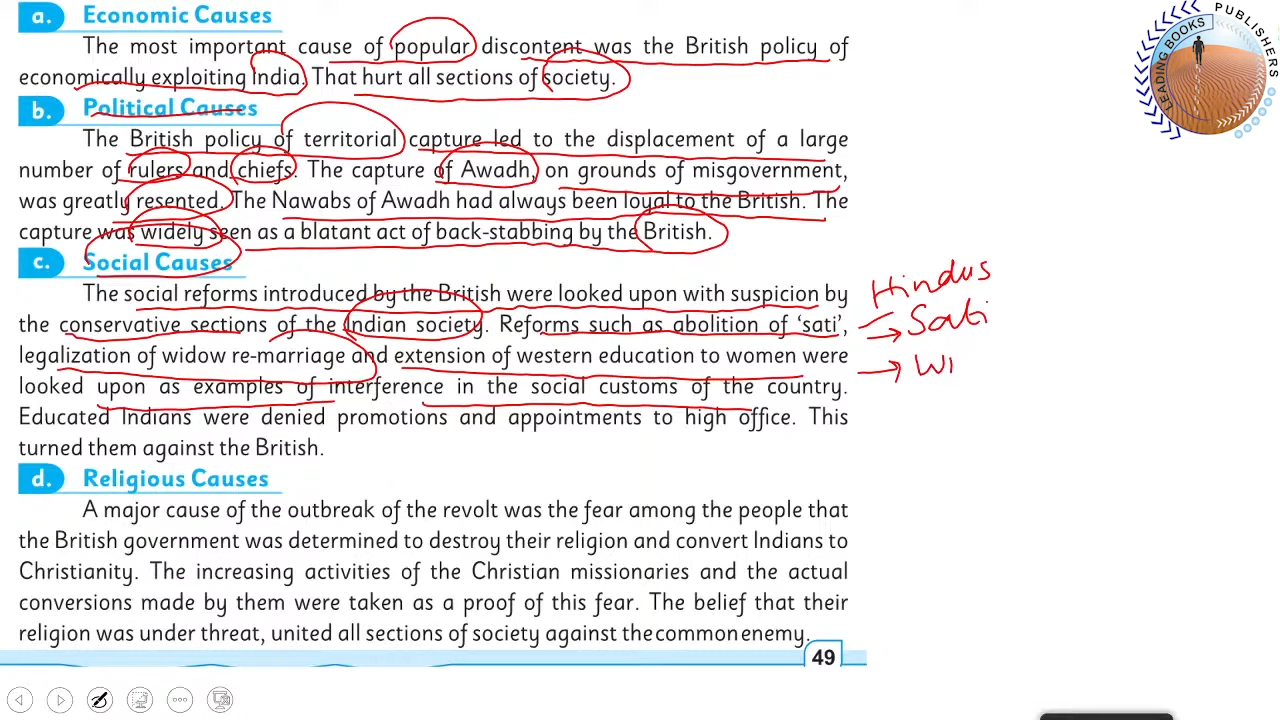 a. Economic Causes
The most important cause of popular discontent was the British policy of
economically exploiting India. That hurt all sections of society.
b. Political Causes
The British policy of territorial capture led to the displacement of a large
number of rulers and chiefs. The capture of Awadh, on grounds of misgovernment,
was greatly resented. The Nawabs of Awadh had always been loyal to the British. The
capture was widely seen as a blatant act of back-stabbing by the British.
c. Social Causes
The social reforms introduced by the British were looked upon with suspicion by
the conservative sections of the Indian society. Reforms such as abolition of ‘sati’,
legalization of widow re-marriage and extension of western education to women were
looked upon as examples of interference in the social customs of the country.
Educated Indians were denied promotions and appointments to high office. This
turned them against the British.
d. Religious Causes
A major cause of the outbreak of the revolt was the fear among the people that
the British government was determined to destroy their religion and convert Indians to
Christianity. The increasing activities of the Christian missionaries and the actual
conversions made by them were taken as a proof of this fear. The belief that their
religion was under threat, united all sections of society against the common enemy.
49
LEADING BOOKS PUBLISHERS
Hindus
→ Sati
→ Wi